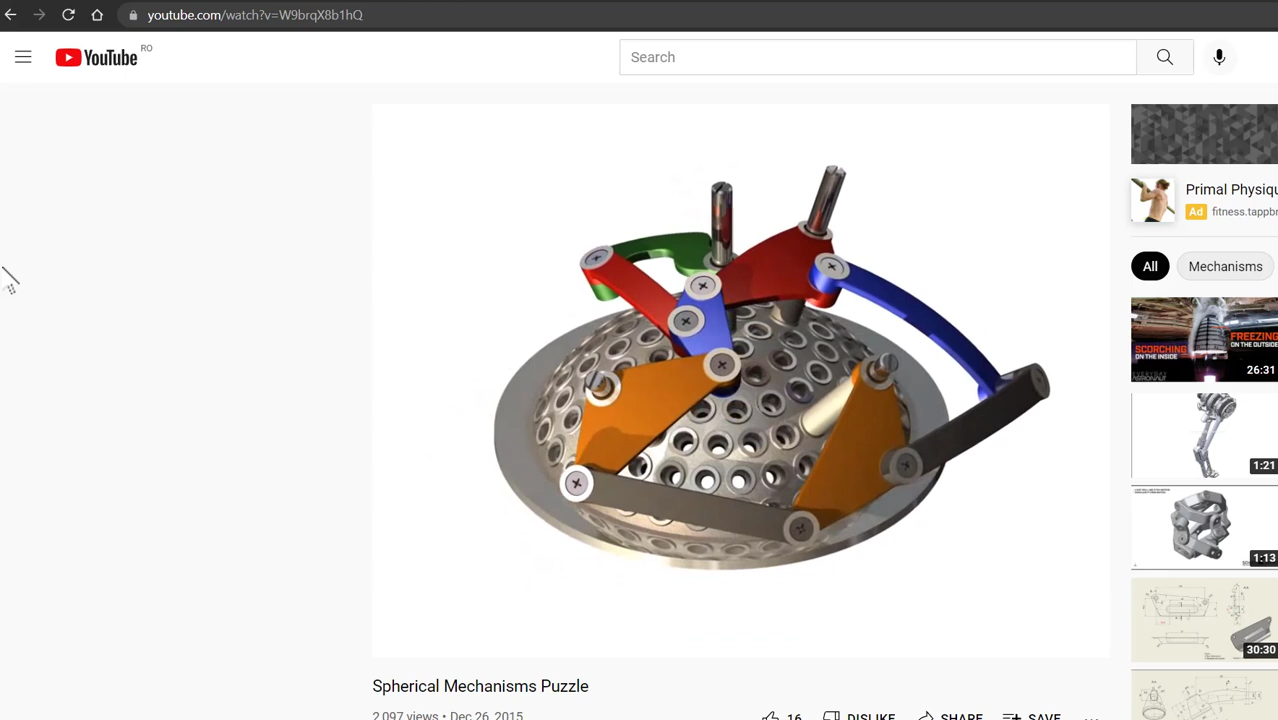 youtube.com/watch?v=W9brqX8b1hQ
YouTube RO
Search
Primal Physiqu
Ad fitness.tappbr
All Mechanisms
SCORCHING ON THE INSIDE
FREEZING ON THE OUTSIDE
EVERYDAY ASTRONAUT
26:31
1:21
1:13
30:30
Spherical Mechanisms Puzzle
2,097 views • Dec 26, 2015
16 DISLIKE SHARE SAVE